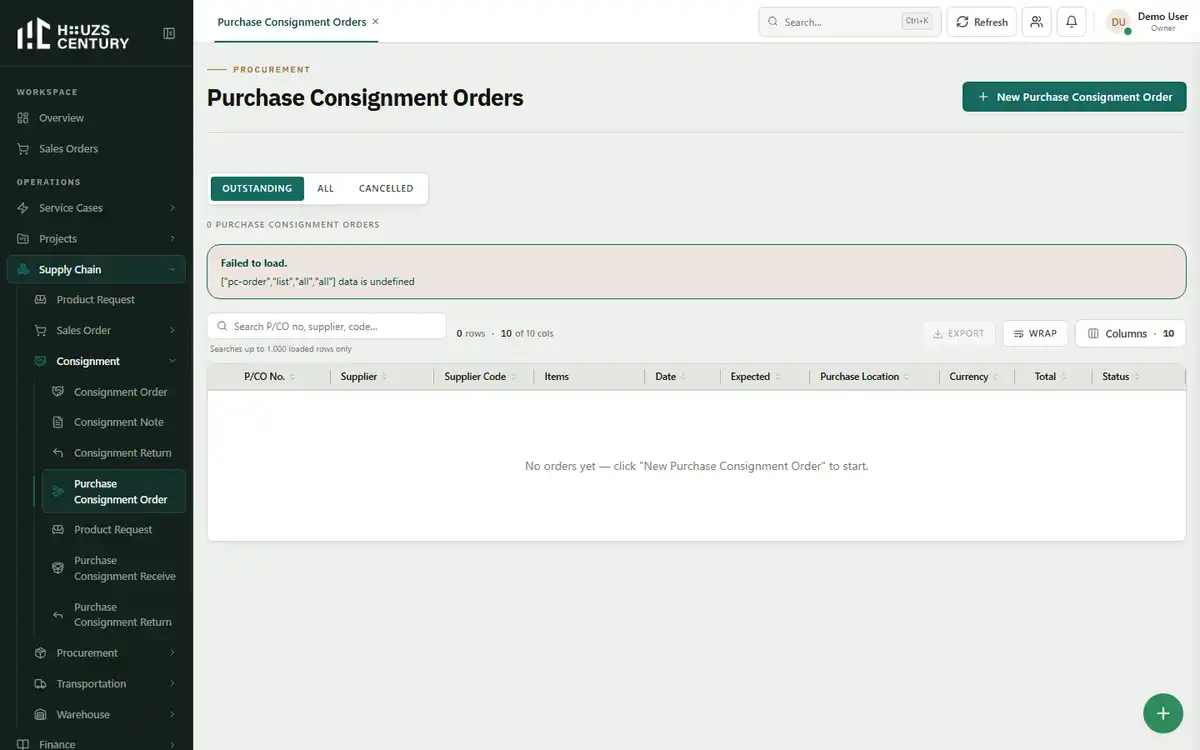 HOUZS
CENTURY
WORKSPACE
Overview
Sales Orders
OPERATIONS
Service Cases
Projects
Supply Chain
Product Request
Sales Order
Consignment
Consignment Order
Consignment Note
Consignment Return
Purchase
Consignment Order
Product Request
Purchase
Consignment Receive
Purchase
Consignment Return
Procurement
Transportation
Warehouse
Finance
Purchase Consignment Orders ×
Search... Ctrl+K
Refresh
DU
Demo User
Owner
PROCUREMENT
Purchase Consignment Orders
+ New Purchase Consignment Order
OUTSTANDING ALL CANCELLED
0 PURCHASE CONSIGNMENT ORDERS
Failed to load.
["pc-order","list","all","all"] data is undefined
Search P/CO no, supplier, code...
0 rows · 10 of 10 cols
EXPORT WRAP Columns · 10
Searches up to 1,000 loaded rows only
P/CO No. Supplier Supplier Code Items Date Expected Purchase Location Currency Total Status
No orders yet — click "New Purchase Consignment Order" to start.
+